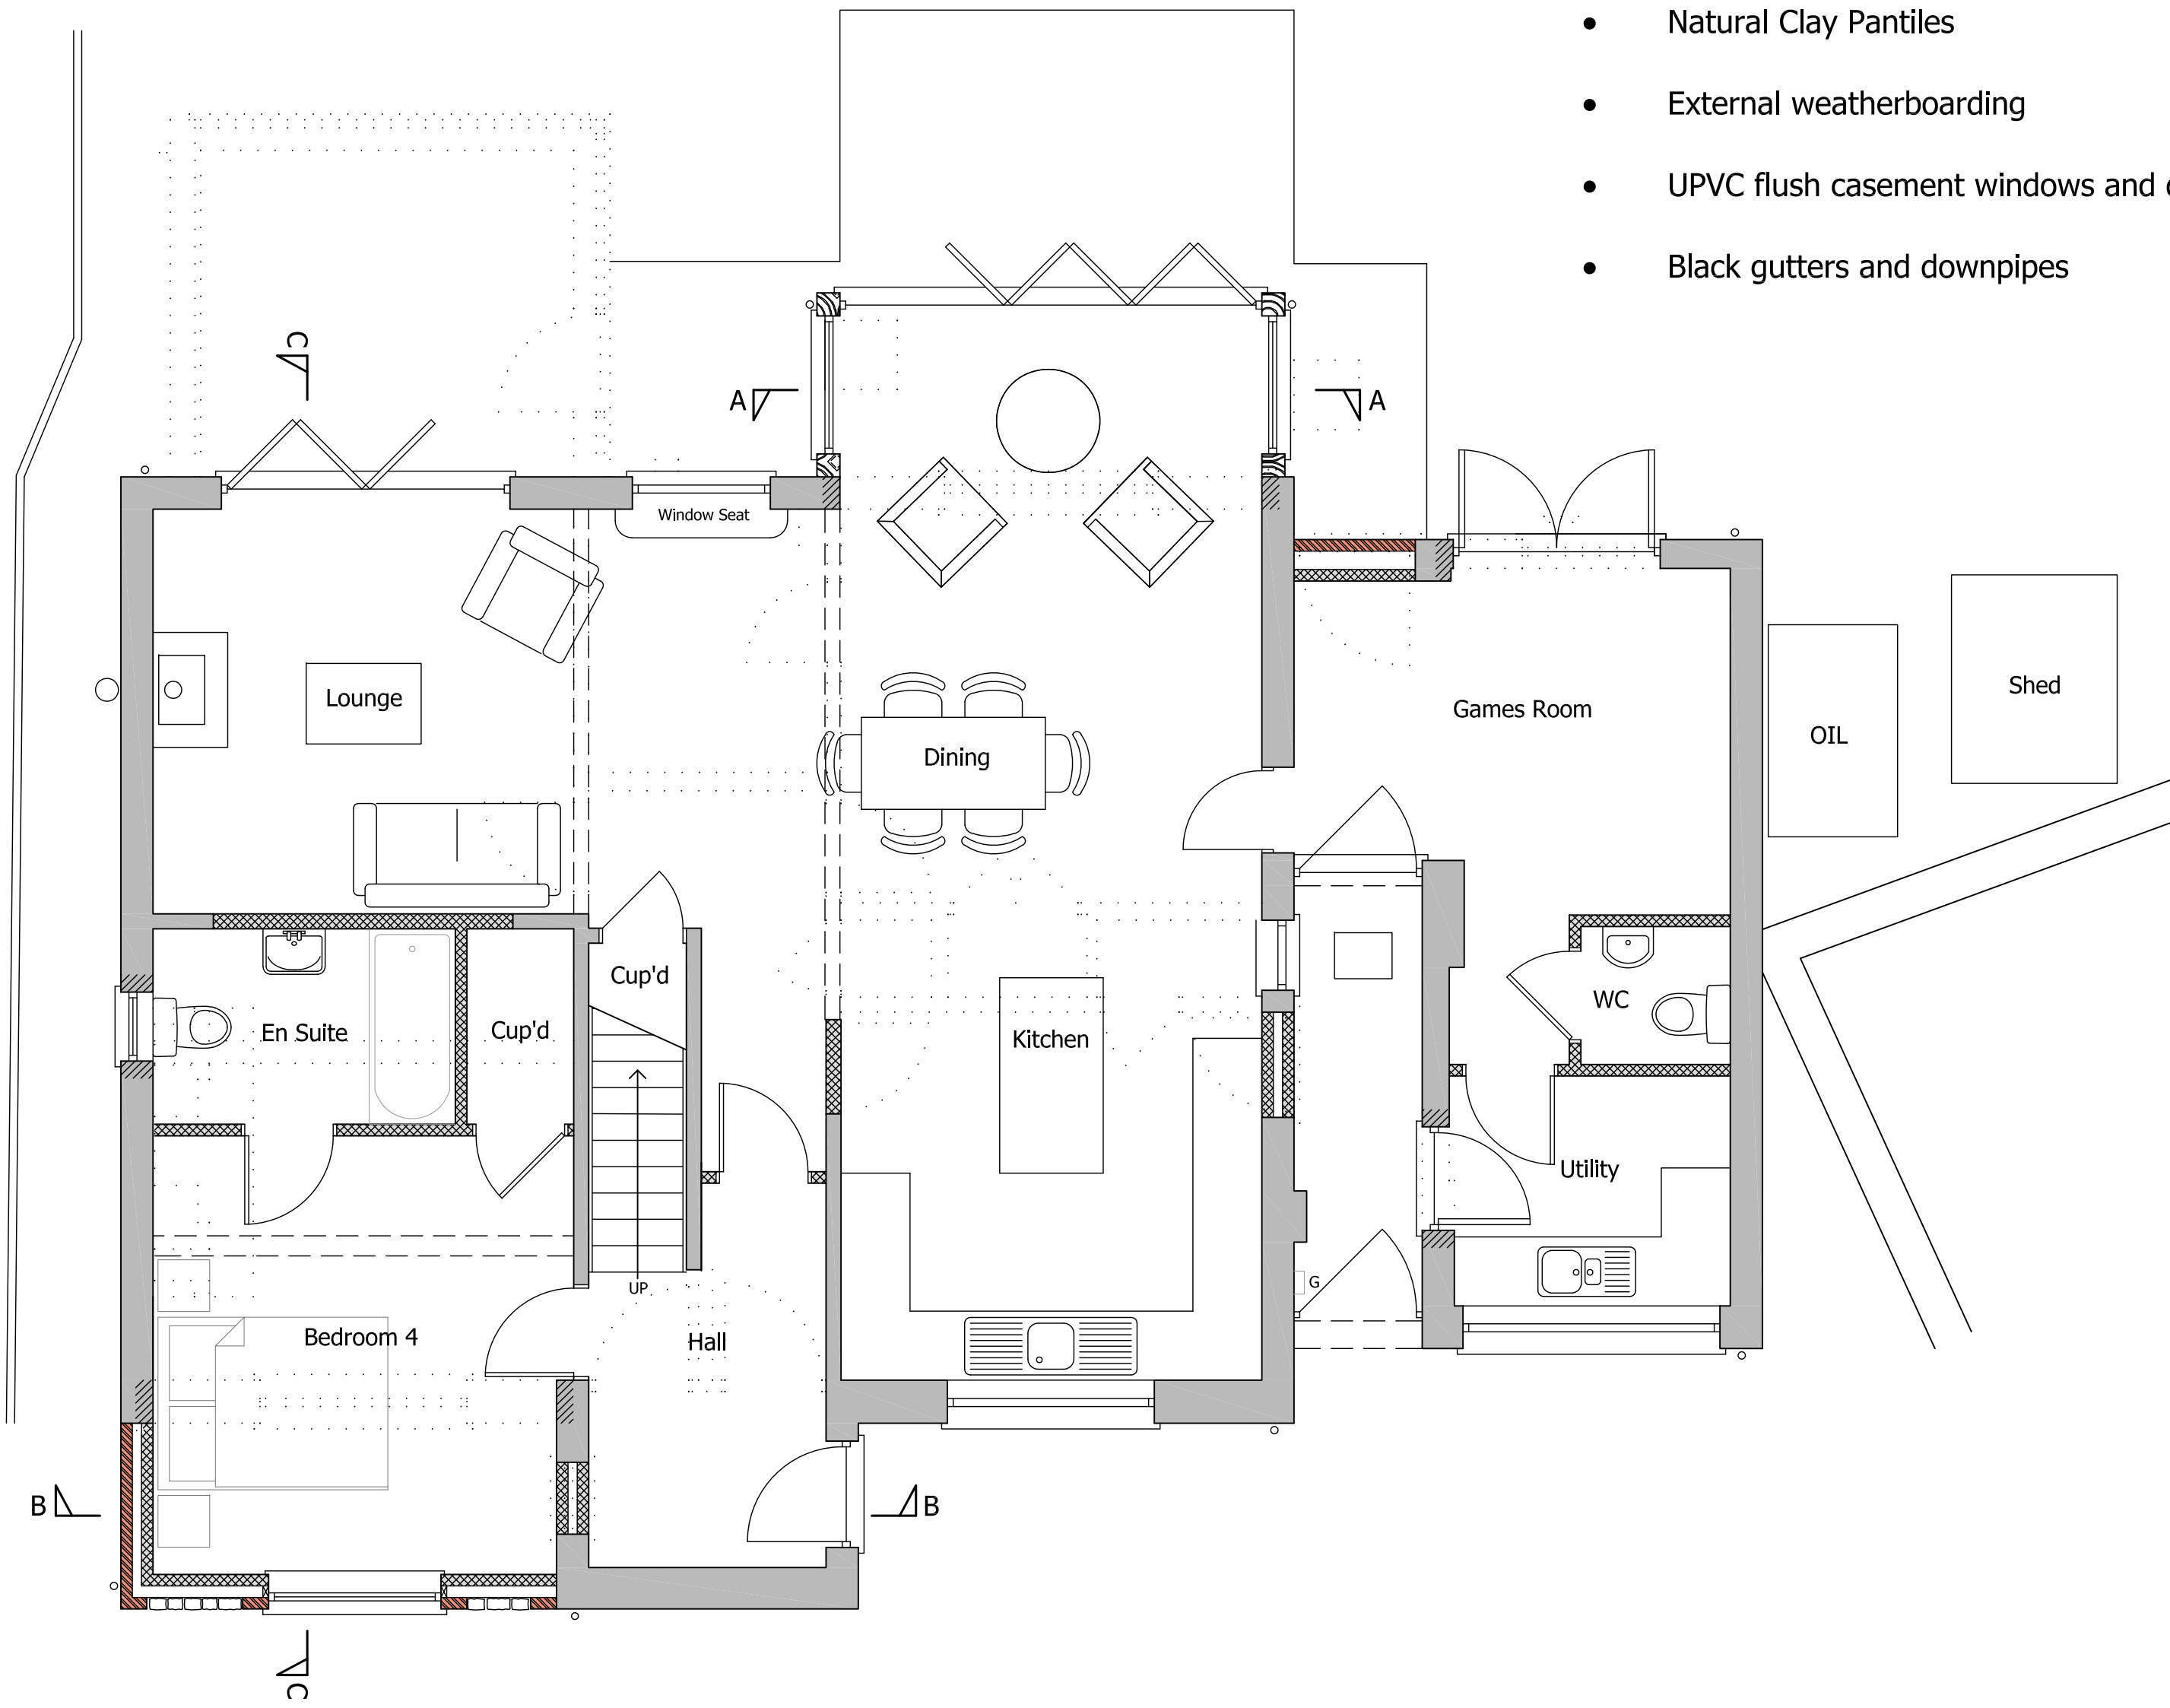 • Natural Clay Pantiles
• External weatherboarding
• UPVC flush casement windows and
• Black gutters and downpipes
C
A
A
Window Seat
Lounge
Dining
Games Room
OIL
Shed
Cup'd
En Suite
Cup'd
Kitchen
WC
Utility
UP
G
Bedroom 4
Hall
B
B
C